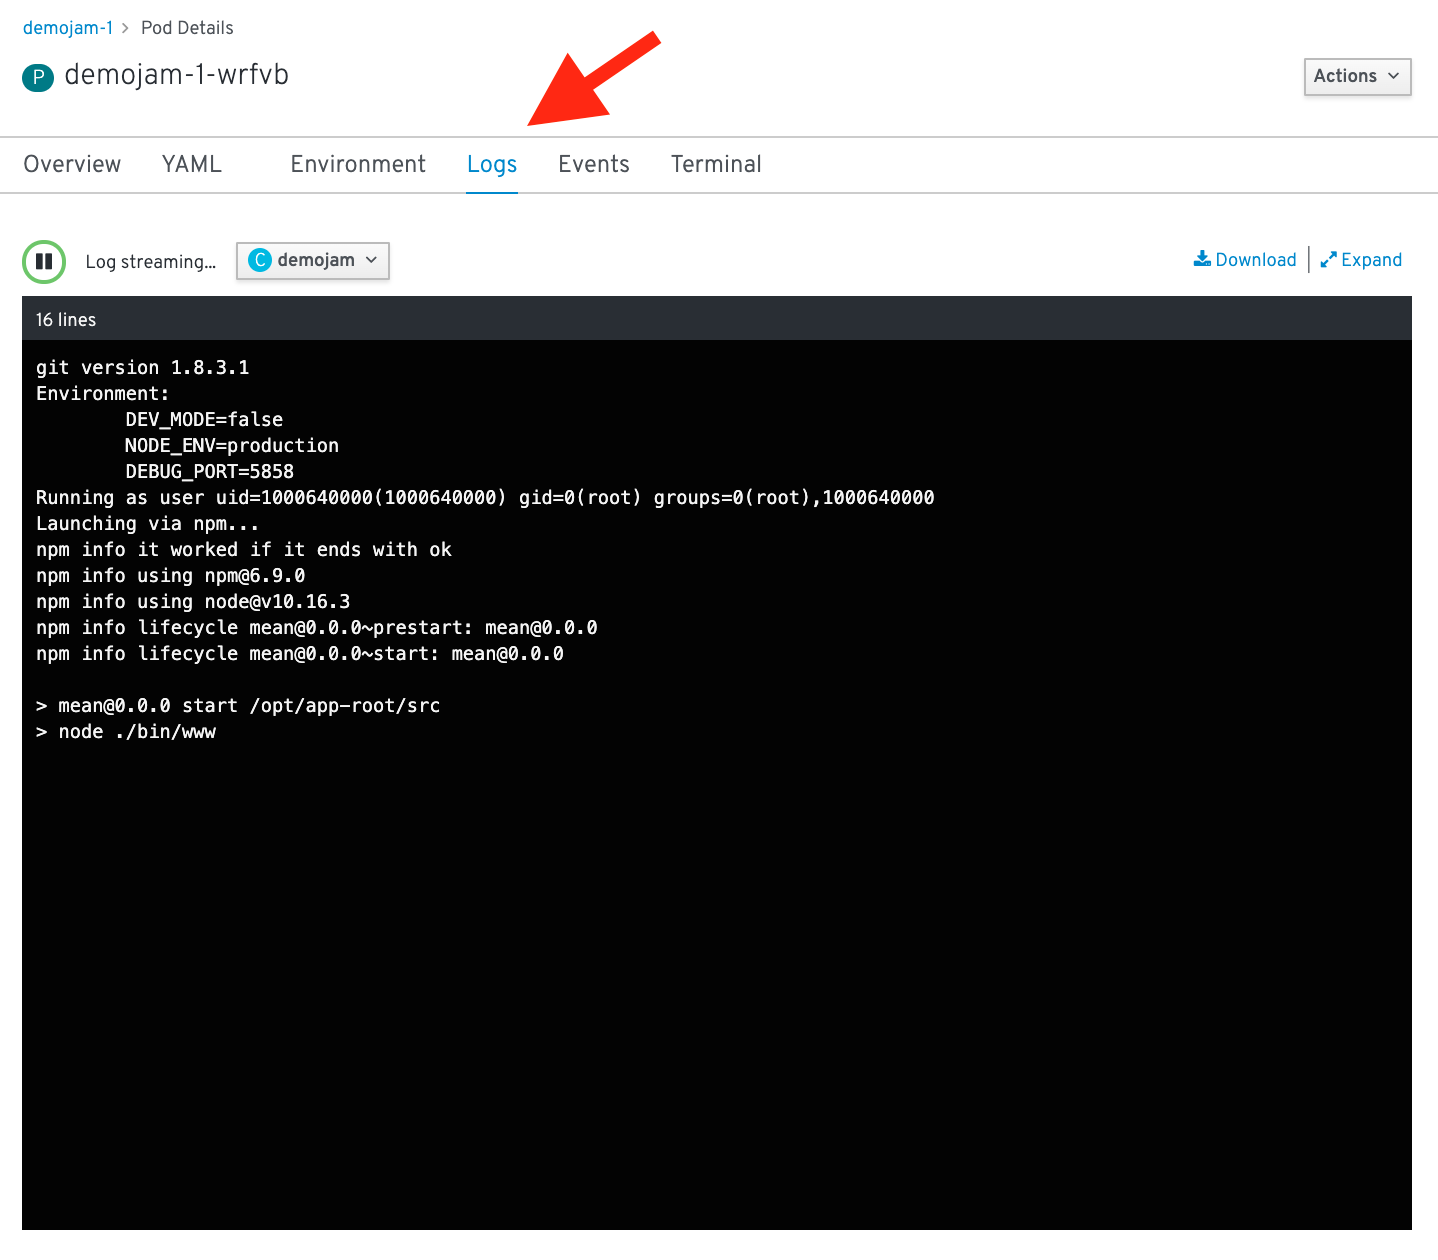 demojam-1 > Pod Details
P demojam-1-wrfvb
Actions
Overview YAML Environment Logs Events Terminal
Log streaming... C demojam Download | Expand
16 lines
git version 1.8.3.1
Environment:
DEV_MODE=false
NODE_ENV=production
DEBUG_PORT=5858
Running as user uid=1000640000(1000640000) gid=0(root) groups=0(root),1000640000
Launching via npm...
npm info it worked if it ends with ok
npm info using npm@6.9.0
npm info using node@v10.16.3
npm info lifecycle mean@0.0.0~prestart: mean@0.0.0
npm info lifecycle mean@0.0.0~start: mean@0.0.0
> mean@0.0.0 start /opt/app-root/src
> node ./bin/www